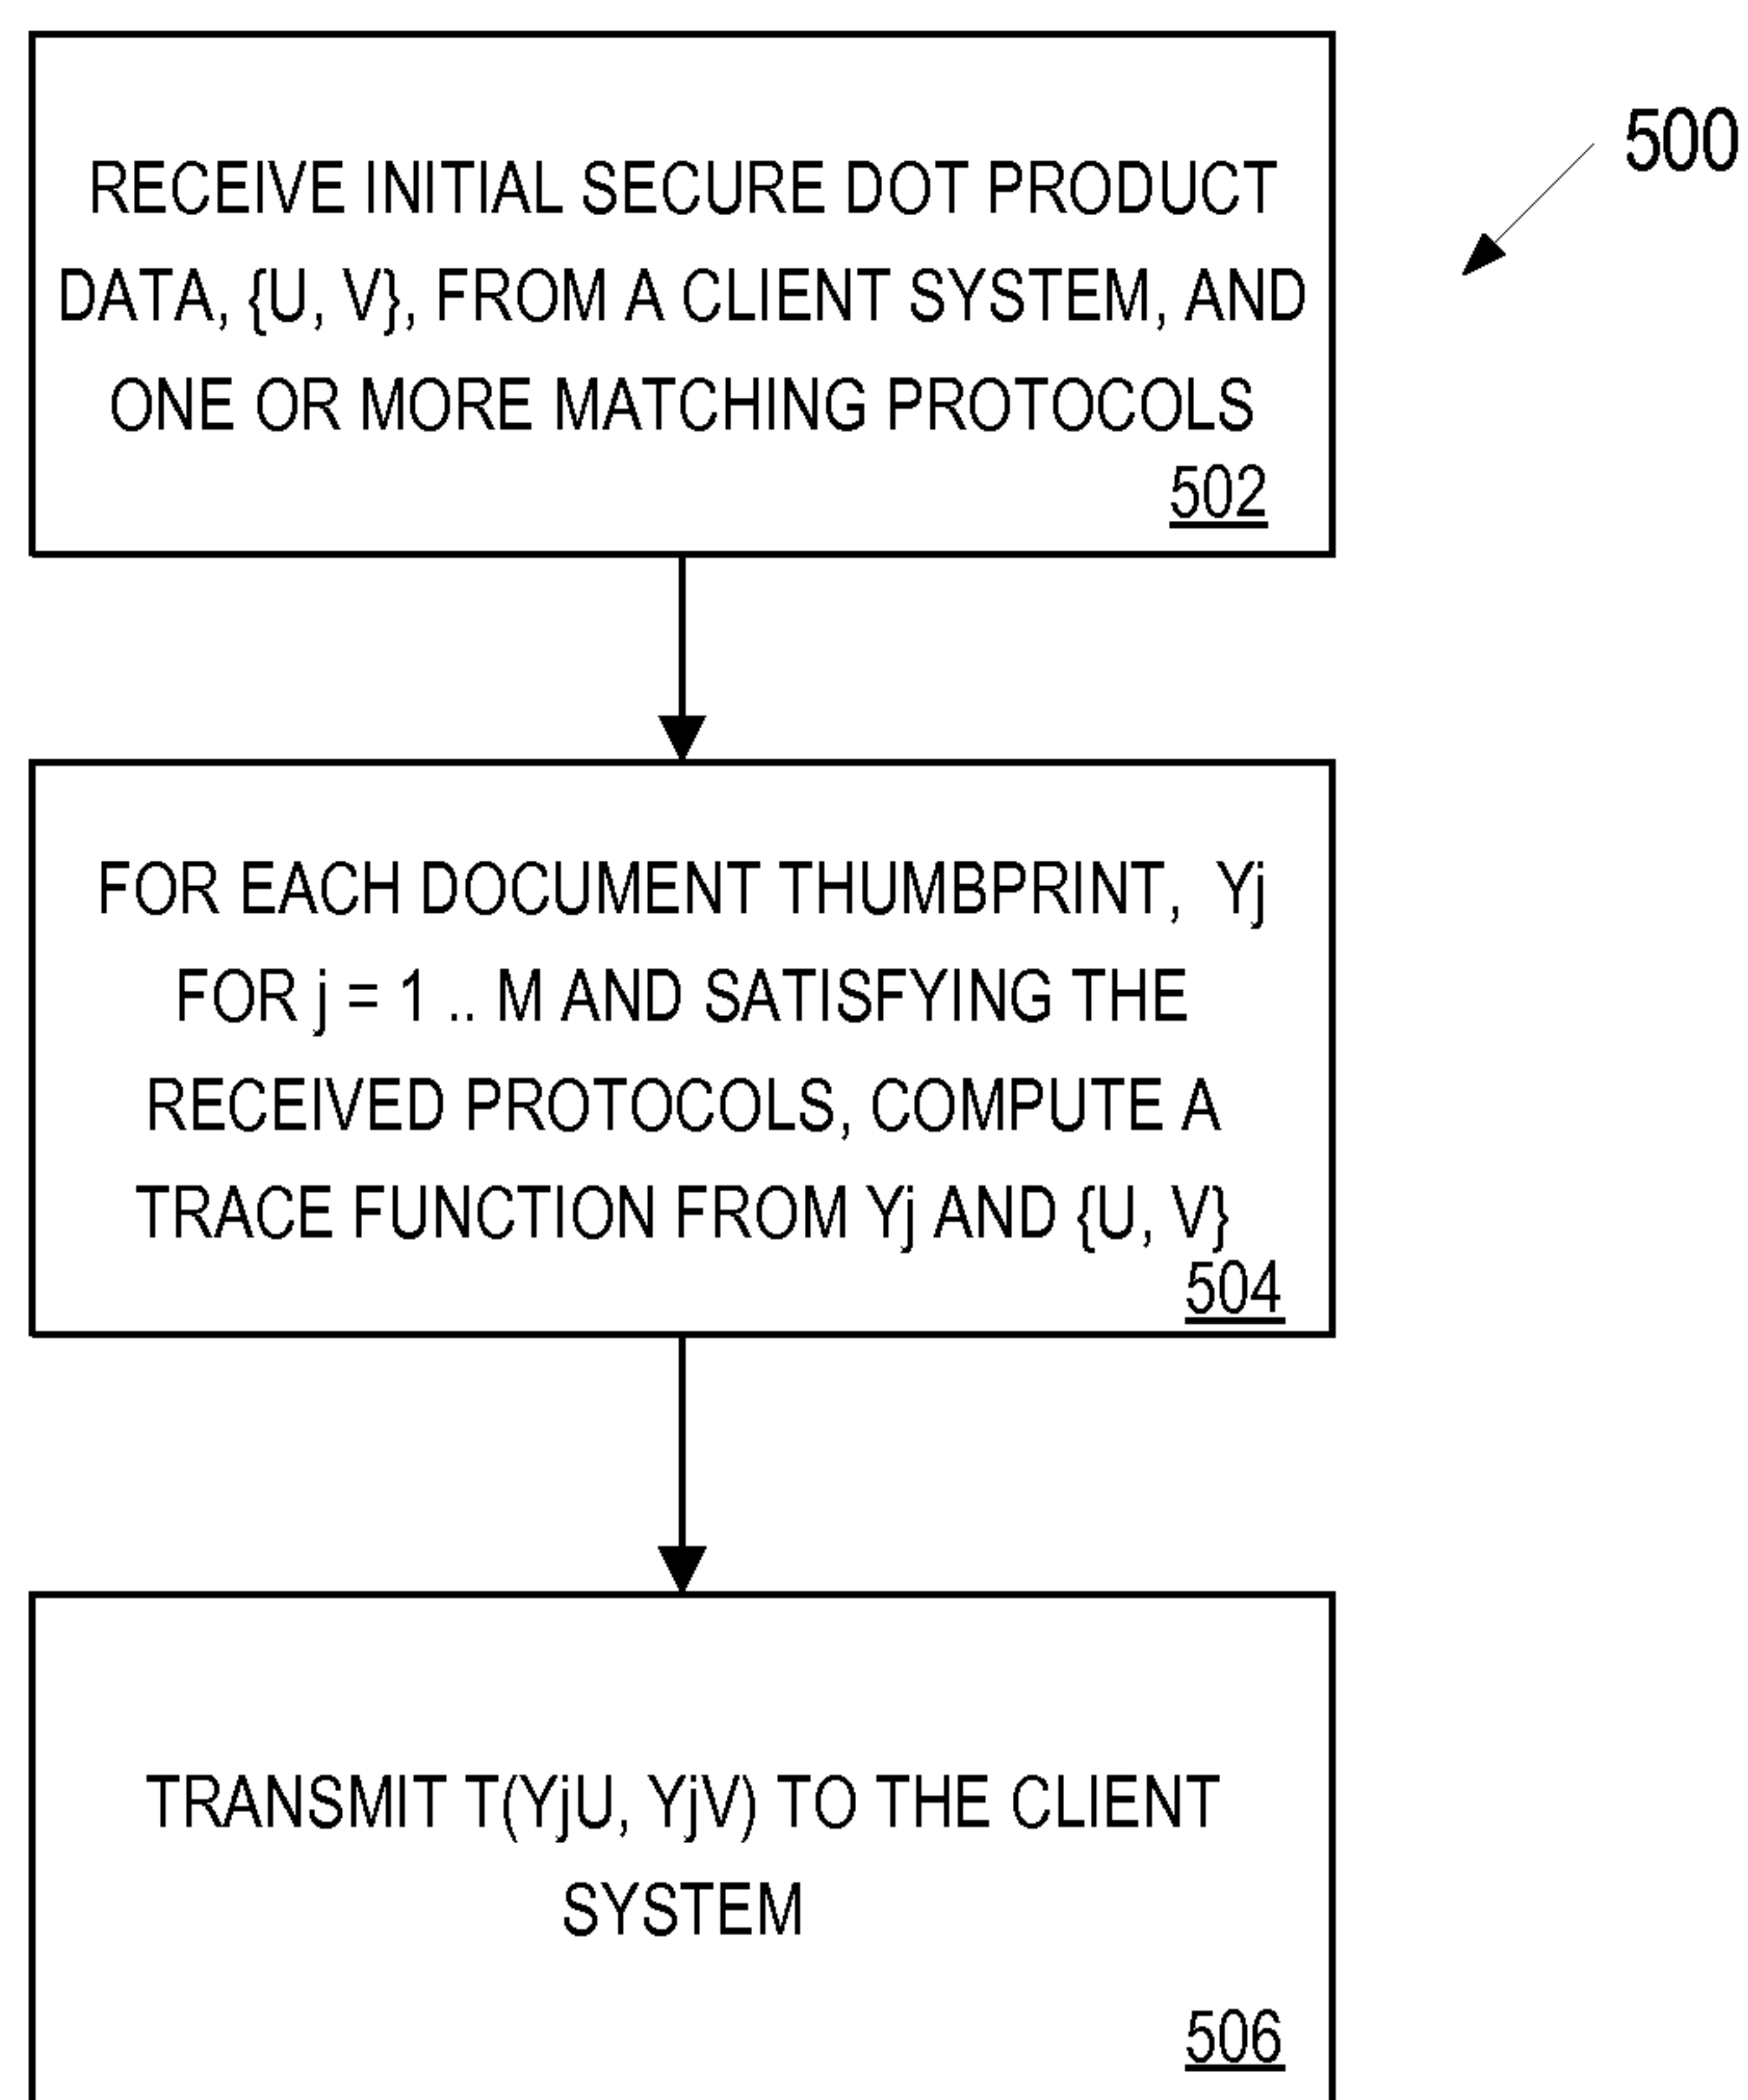 500
RECEIVE INITIAL SECURE DOT PRODUCT
DATA, {U, V}, FROM A CLIENT SYSTEM, AND
ONE OR MORE MATCHING PROTOCOLS
502
FOR EACH DOCUMENT THUMBPRINT, Yj
FOR j = 1 .. M AND SATISFYING THE
RECEIVED PROTOCOLS, COMPUTE A
TRACE FUNCTION FROM Yj AND {U, V}
504
TRANSMIT T(YjU, YjV) TO THE CLIENT
SYSTEM
506